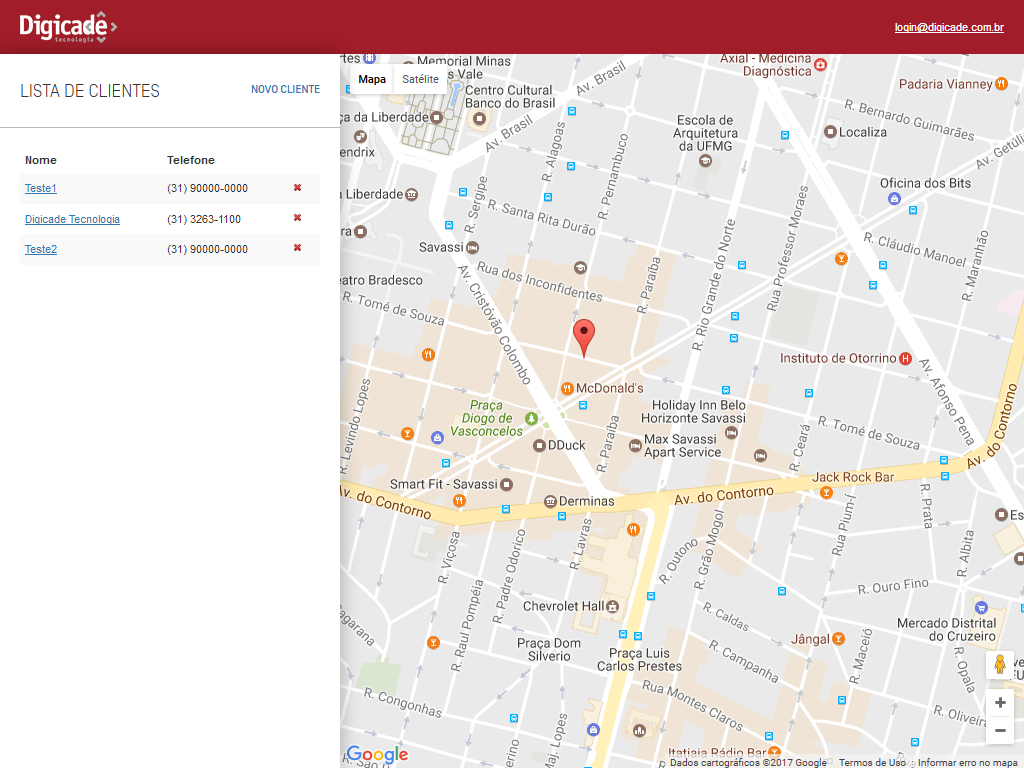 Digicade
tecnologia
login@digicade.com.br
LISTA DE CLIENTES
NOVO CLIENTE
Nome Telefone
Teste1 (31) 90000-0000
Digicade Tecnologia (31) 3263-1100
Teste2 (31) 90000-0000
Mapa Satélite
Memorial Minas
Vale
Centro Cultural
Banco do Brasil
Av. Brasil
Av. Brasil
Axial - Medicina
Diagnóstica
Padaria Vianney
R. Bernardo Guimarães
Escola de
Arquitetura
da UFMG
Localiza
Av. Getúli
ça da Liberdade
endrix
R. Alagoas
R. Pernambuco
Oficina dos Bits
a Liberdade
R. Sergipe
R. Santa Rita Durão
Rua Professor Moraes
R. Cláudio Manoel
R. Maranhão
Savassi
Rua dos Inconfidentes
R. Paraíba
R. Rio Grande do Norte
eatro Bradesco
R. Tomé de Souza
Av. Cristóvão Colombo
Instituto de Otorrino
Av. Afonso Pena
McDonald's
R. Levindo Lopes
Praça
Diogo de
Vasconcelos
Holiday Inn Belo
Horizonte Savassi
Av. do Contorno
DDuck
R. Paraíba
Max Savassi
Apart Service
R. Ceará
R. Tomé de Souza
Smart Fit - Savassi
Jack Rock Bar
Av. do Contorno
Av. do Contorno
Derminas
R. Prata
Es
R. Viçosa
R. Padre Odorico
R. Lavras
R. Outono
R. Grão Mogol
Rua Pium-Í
R. Albita
R. Raul Pompéia
R. Ouro Fino
Chevrolet Hall
R. Caldas
Mercado Distrital
do Cruzeiro
Praça Dom
Silverio
Praça Luis
Carlos Prestes
Jângal
R. Maceió
R. Campanha
R. Opala
R. Congonhas
Rua Montes Claros
R. Oliveira
R. São
Maj. Lopes
Itatiaia Rádio Bar
Google
Dados cartográficos ©2017 Google Termos de Uso Informar erro no mapa